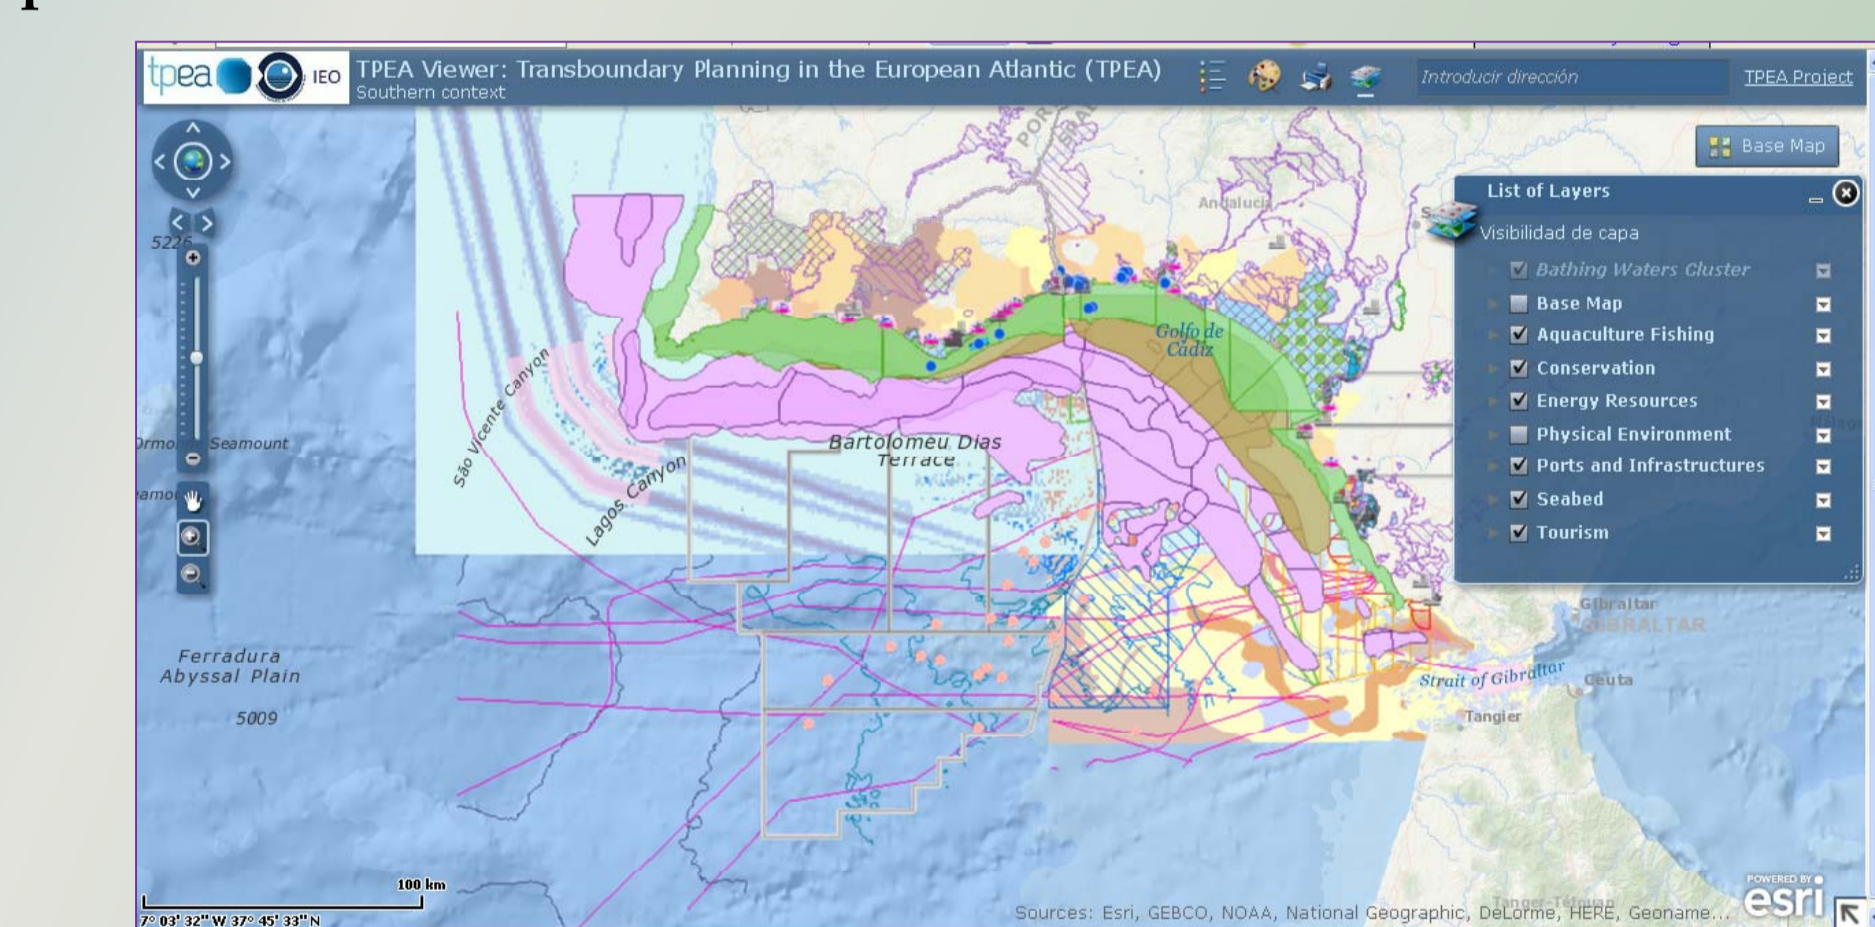 tpea
IEO
TPEA Viewer: Transboundary Planning in the European Atlantic (TPEA)
Southern context
Introducir dirección
TPEA Project
Base Map
List of Layers
Visibilidad de capa
Bathing Waters Cluster
Base Map
Aquaculture Fishing
Conservation
Energy Resources
Physical Environment
Ports and Infrastructures
Seabed
Tourism
5226
Andalucía
Golfo de
Cádiz
São Vicente Canyon
Seamount
Lagos Canyon
Bartolomeu Dias
Terrace
Ferradura
Abyssal Plain
5009
Gibraltar
GIBRALTAR
Strait of Gibraltar
Ceuta
Tangier
100 km
7° 03' 32" W 37° 45' 33" N
Sources: Esri, GEBCO, NOAA, National Geographic, DeLorme, HERE, Geoname...
POWERED BY
esri